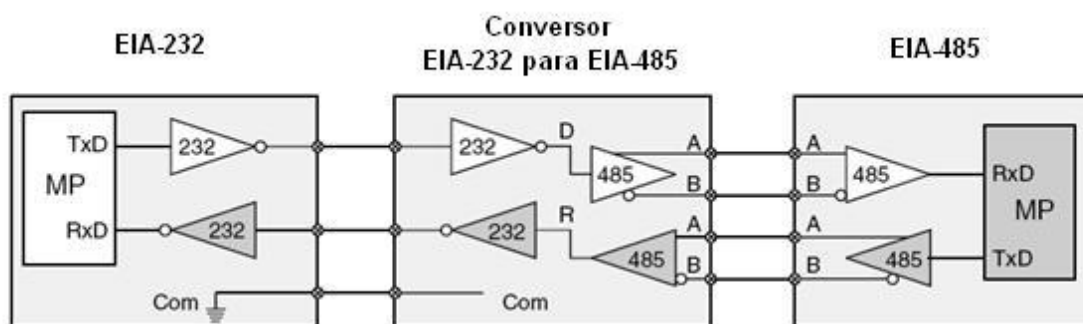 EIA-232
Conversor
EIA-232 para EIA-485
EIA-485
TxD
MP
RxD
232
232
Com
232
D
485
A
B
232
R
485
A
B
Com
A
B
485
A
B
485
RxD
MP
TxD